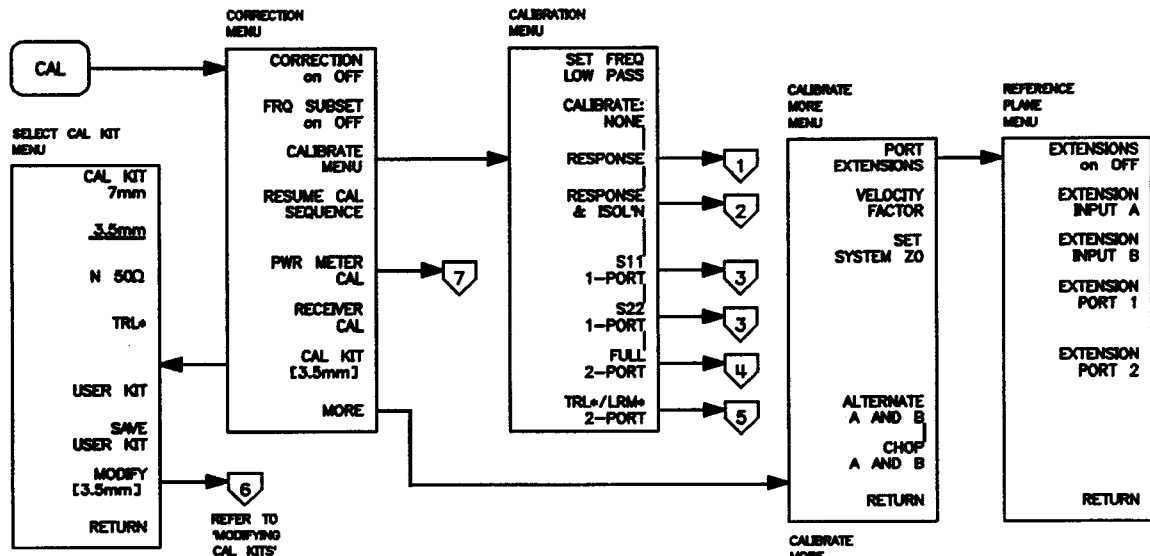 CAL
CORRECTION
MENU
CORRECTION
on OFF
FRQ SUBSET
on OFF
CALIBRATE
MENU
RESUME CAL
SEQUENCE
PWR METER
CAL
RECEIVER
CAL
CAL KIT
[3.5mm]
MORE
7
SELECT CAL KIT
MENU
CAL KIT
7mm
3.5mm
N 50Ω
TRL*
USER KIT
SAVE
USER KIT
MODIFY
[3.5mm]
RETURN
6
REFER TO
'MODIFYING
CAL KITS'
CALIBRATION
MENU
SET FREQ
LOW PASS
CALIBRATE:
NONE
RESPONSE
RESPONSE
& ISOL'N
S11
1-PORT
S22
1-PORT
FULL
2-PORT
TRL*/LRM*
2-PORT
1
2
3
3
4
5
CALIBRATE
MORE
MENU
PORT
EXTENSIONS
VELOCITY
FACTOR
SET
SYSTEM Z0
ALTERNATE
A AND B
CHOP
A AND B
RETURN
CALIBRATE
MORE
REFERENCE
PLANE
MENU
EXTENSIONS
on OFF
EXTENSION
INPUT A
EXTENSION
INPUT B
EXTENSION
PORT 1
EXTENSION
PORT 2
RETURN